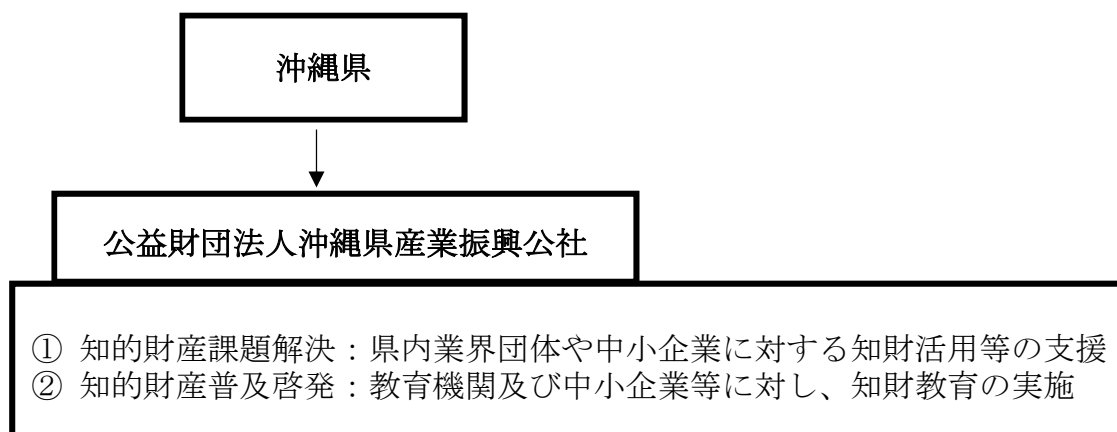 沖縄県
公益財団法人沖縄県産業振興公社
① 知的財産課題解決：県内業界団体や中小企業に対する知財活用等の支援
② 知的財産普及啓発：教育機関及び中小企業等に対し、知財教育の実施